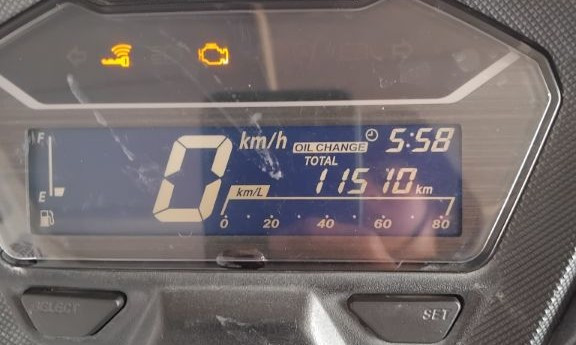 F
km/h
OIL CHANGE
5:58
TOTAL
11510 km
E
km/L
0
0 20 40 60 80
SELECT
SET